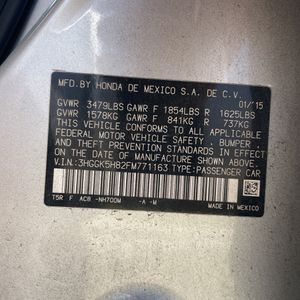 MFD.BY HONDA DE MEXICO S.A. DE C.V.
01/15
GVWR 3479LBS GAWR F 1854LBS R 1625LBS
GVWR 1578KG GAWR F 841KG R 737KG
THIS VEHICLE CONFORMS TO ALL APPLICABLE
FEDERAL MOTOR VEHICLE SAFETY, BUMPER,
AND THEFT PREVENTION STANDARDS IN EFFECT
ON THE DATE OF MANUFACTURE SHOWN ABOVE.
V.I.N.:3HGGK5H82FM771163 TYPE:PASSENGER CAR
T5R F AC8 -NH700M -A -M
MADE IN MEXICO